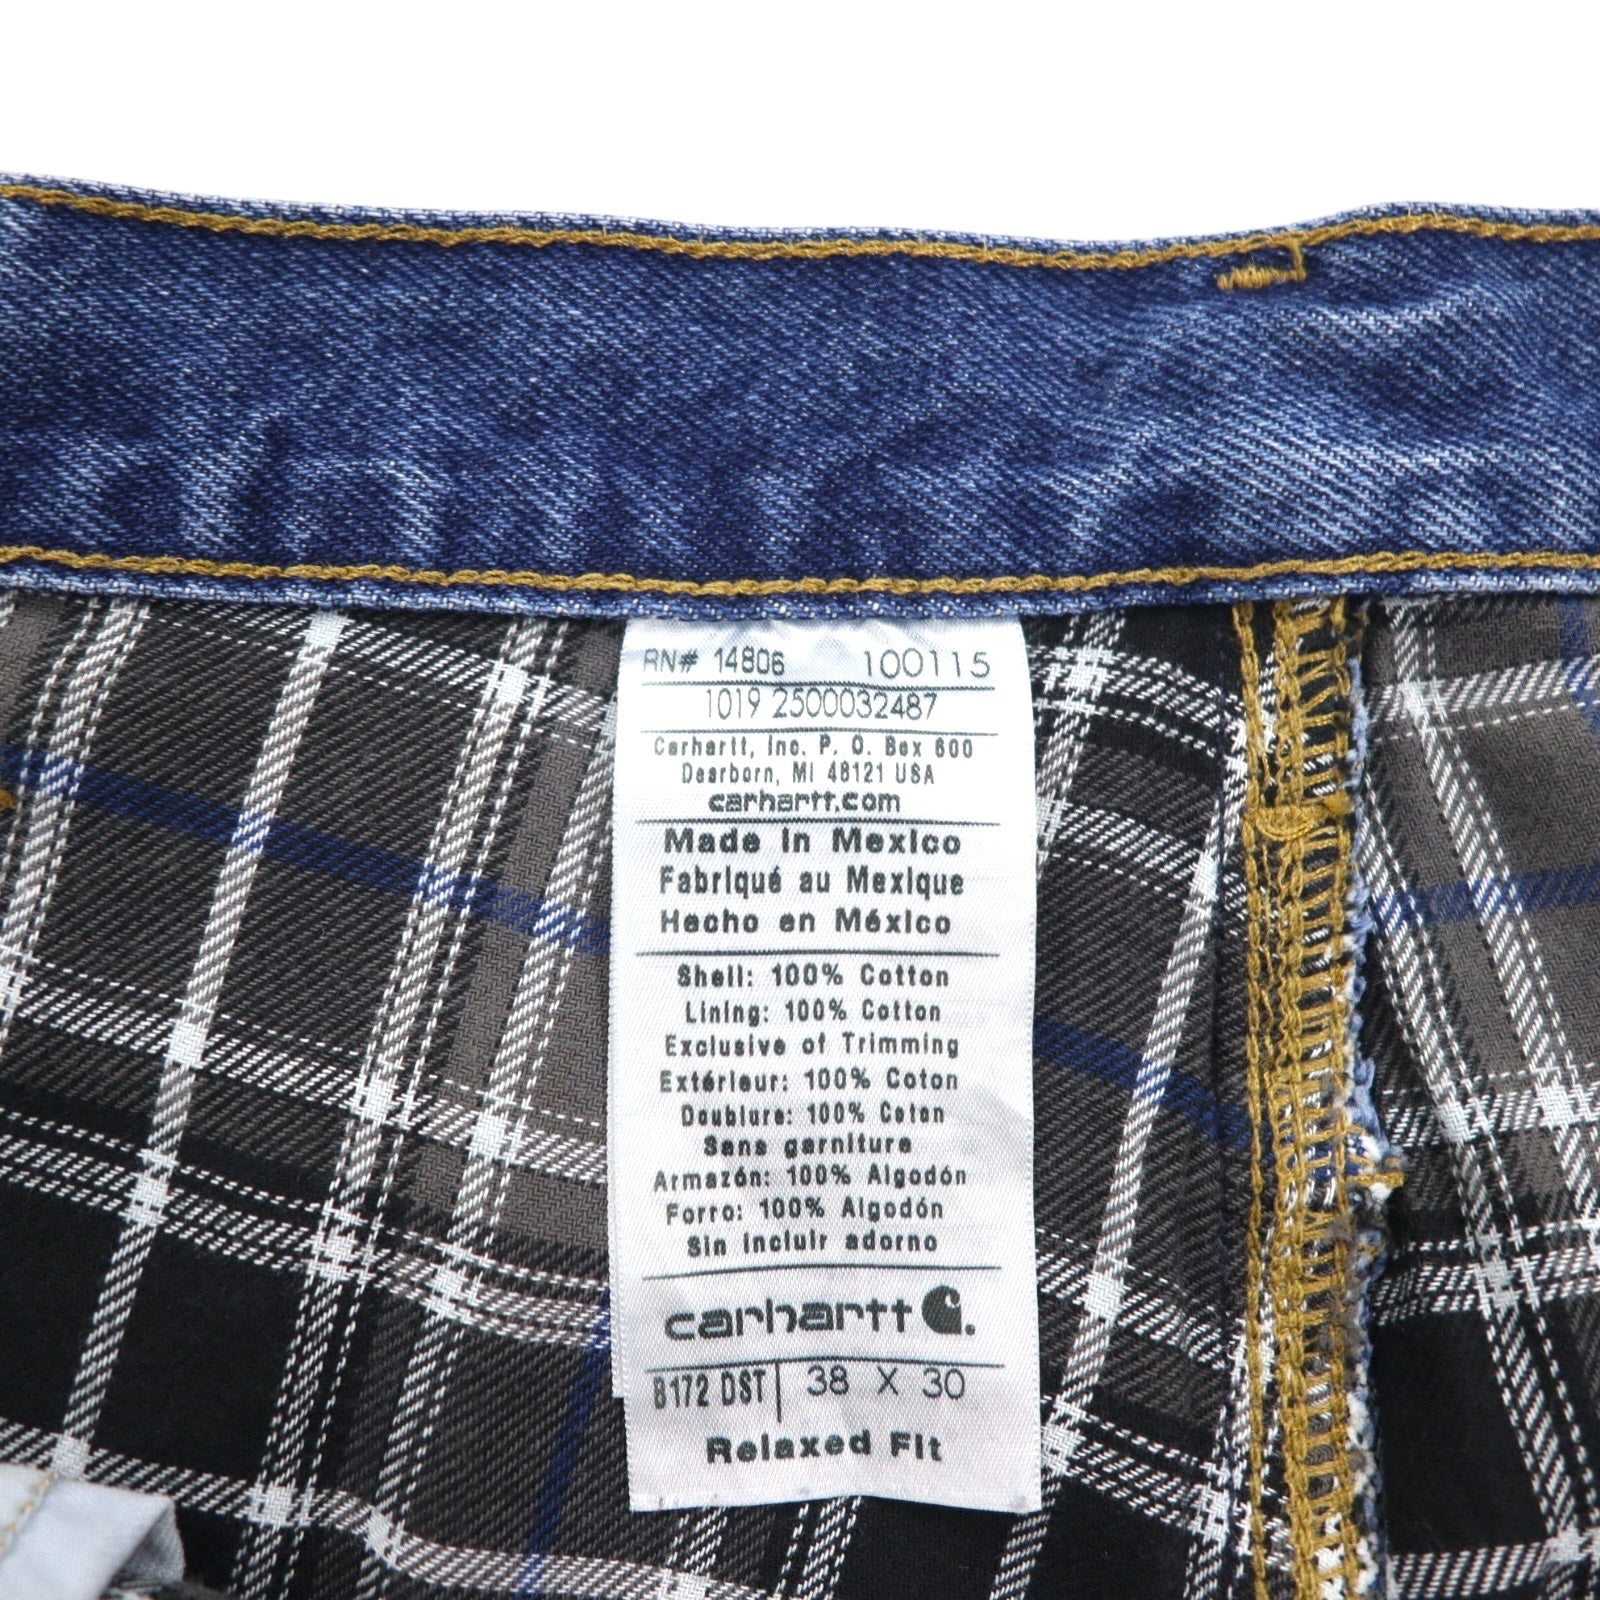 RN# 14806 100115
1019 2500032487
Carhartt, Inc. P. O. Box 600
Dearborn, MI 48121 USA
carhartt.com
Made in Mexico
Fabriqué au Mexique
Hecho en México
Shell: 100% Cotton
Lining: 100% Cotton
Exclusive of Trimming
Extérieur: 100% Coton
Doublure: 100% Coton
Sans garniture
Armazón: 100% Algodón
Forro: 100% Algodón
Sin incluir adorno
carhartt
B172 DST 38 X 30
Relaxed Fit